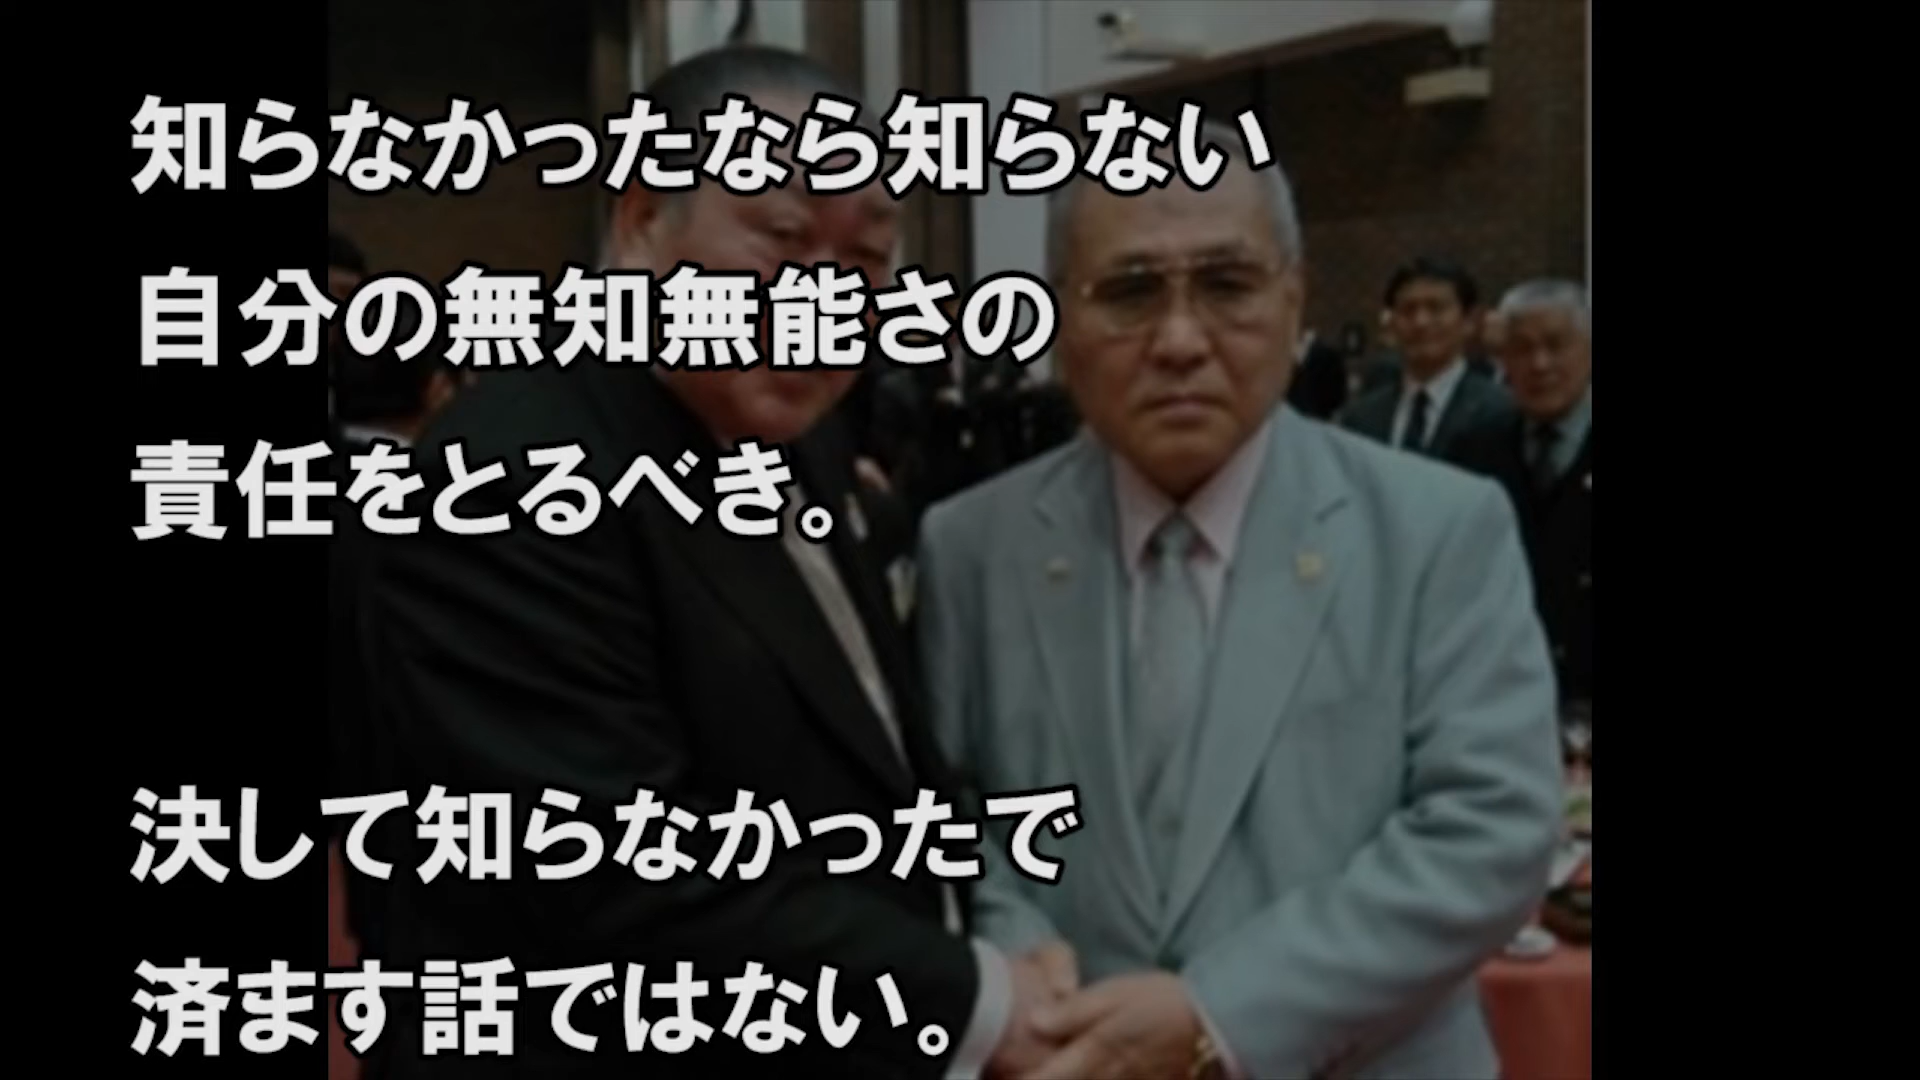 知らなかったなら知らない
自分の無知無能さの
責任をとるべき。
決して知らなかったで
済ます話ではない。